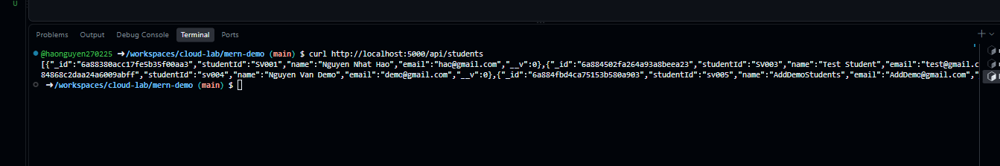 U
Problems Output Debug Console Terminal Ports
@haonguyen270225 ➜ /workspaces/cloud-lab/mern-demo (main) $ curl http://localhost:5000/api/students
[{"_id":"6a88380acc17fe5b35f00aa3","studentId":"SV001","name":"Nguyen Nhat Hao","email":"hao@gmail.com","__v":0},{"_id":"6a884502fa264a93a8beea23","studentId":"SV003","name":"Test Student","email":"test@gmail.c
84868c2daa24a6009abff","studentId":"sv004","name":"Nguyen Van Demo","email":"demo@gmail.com","__v":0},{"_id":"6a884fbd4ca75153b580a903","studentId":"sv005","name":"AddDemoStudents","email":"AddDemo@gmail.com","
➜ /workspaces/cloud-lab/mern-demo (main) $